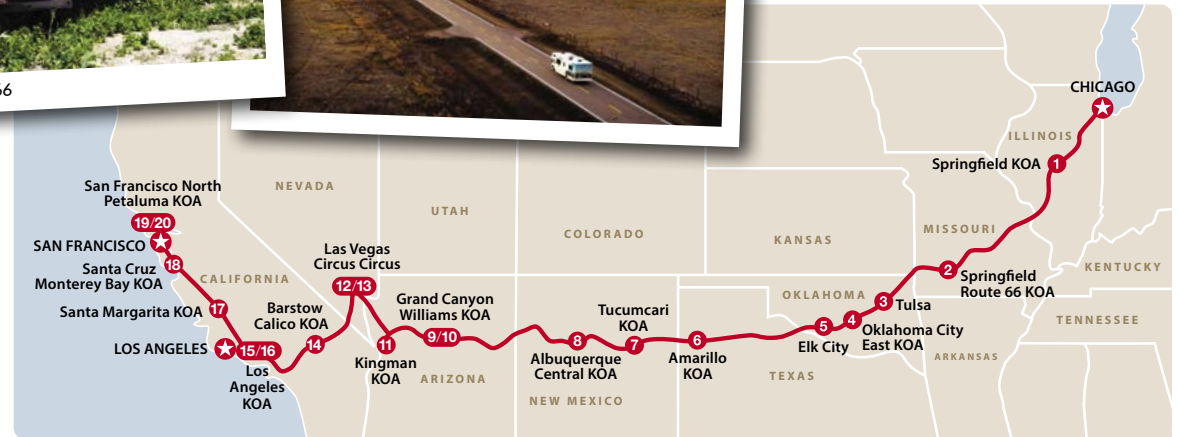 66
CHICAGO
ILLINOIS
1
Springfield KOA
NEVADA
San Francisco North
Petaluma KOA
19/20
UTAH
COLORADO
KANSAS
MISSOURI
SAN FRANCISCO
18
Santa Cruz
Monterey Bay KOA
CALIFORNIA
Las Vegas
Circus Circus
12/13
KENTUCKY
2
Springfield
Route 66 KOA
OKLAHOMA
3
Tulsa
17
Santa Margarita KOA
Barstow
Calico KOA
14
Grand Canyon
Williams KOA
9/10
Tucumcari
KOA
7
4
Oklahoma City
East KOA
5
Elk City
TENNESSEE
ARKANSAS
LOS ANGELES
15/16
Los
Angeles
KOA
11
Kingman
KOA
ARIZONA
8
Albuquerque
Central KOA
6
Amarillo
KOA
TEXAS
NEW MEXICO